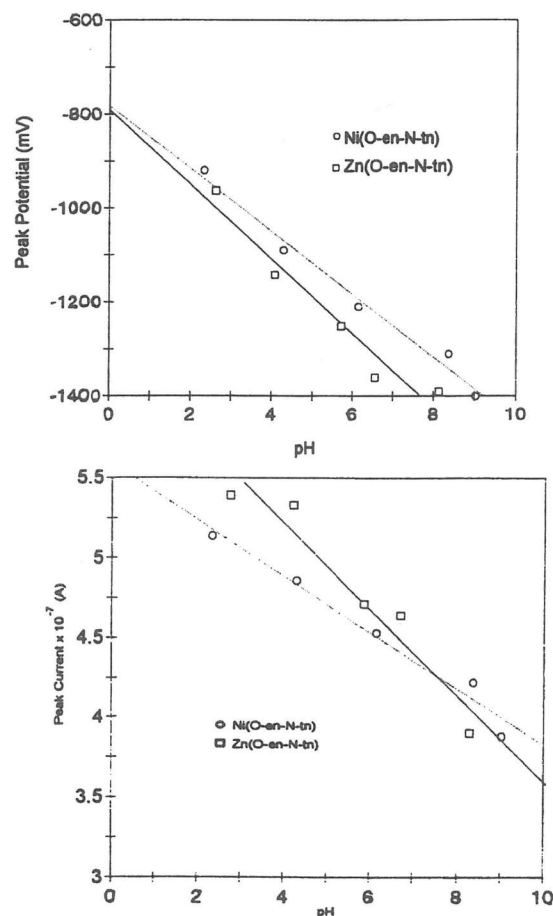 -600
-800
-1000
-1200
-1400
Peak Potential (mV)
Ni(O-en-N-tn)
Zn(O-en-N-tn)
0 2 4 6 8 10
pH
5.5
5
4.5
4
3.5
3
Peak Current x 10⁻⁷ (A)
Ni(O-en-N-tn)
Zn(O-en-N-tn)
0 2 4 6 8 10
pH